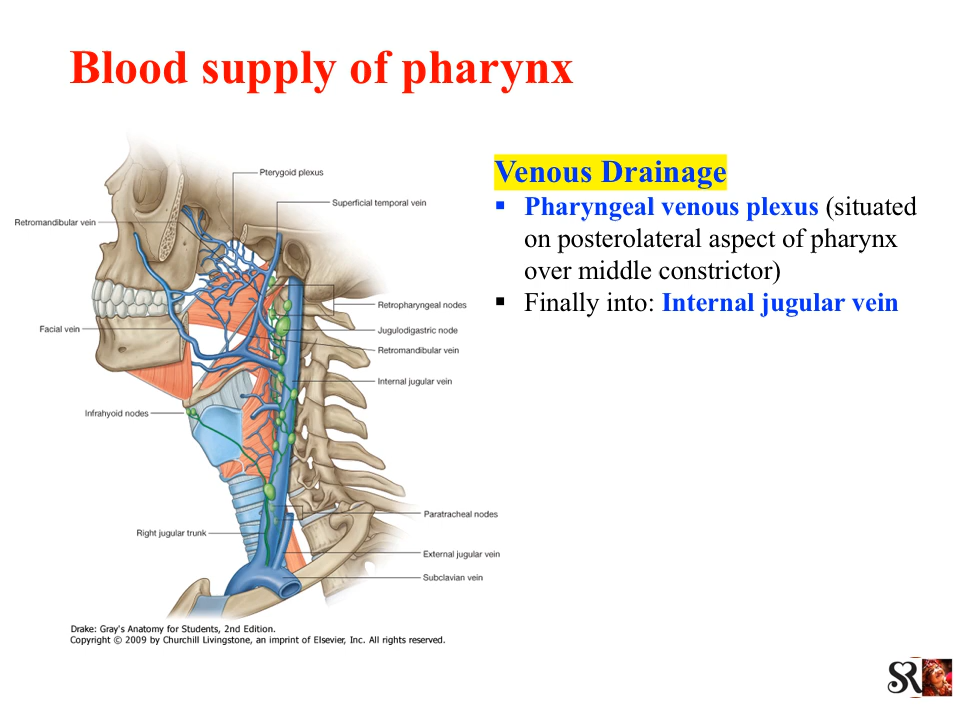 Blood supply of pharynx
Pterygoid plexus
Superficial temporal vein
Retromandibular vein
Retropharyngeal nodes
Facial vein
Jugulodigastric node
Retromandibular vein
Internal jugular vein
Infrahyoid nodes
Paratracheal nodes
Right jugular trunk
External jugular vein
Subclavian vein
Drake: Gray's Anatomy for Students, 2nd Edition.
Copyright © 2009 by Churchill Livingstone, an imprint of Elsevier, Inc. All rights reserved.
Venous Drainage
▪ Pharyngeal venous plexus (situated
on posterolateral aspect of pharynx
over middle constrictor)
▪ Finally into: Internal jugular vein
SR